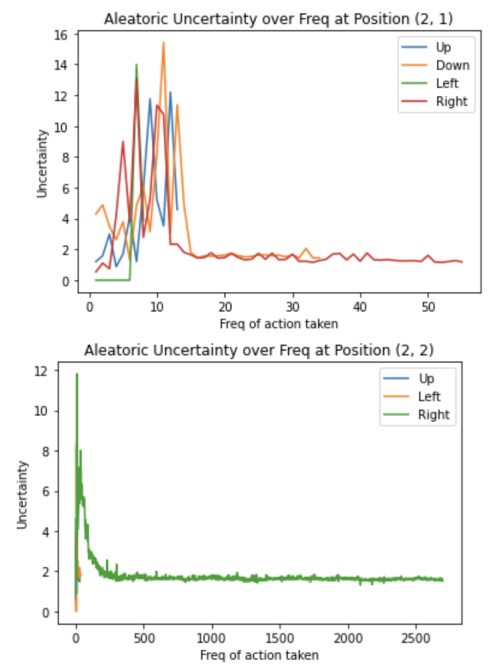 Aleatoric Uncertainty over Freq at Position (2, 1)
16
14
12
10
8
6
4
2
0
Uncertainty
Up
Down
Left
Right
0 10 20 30 40 50
Freq of action taken
Aleatoric Uncertainty over Freq at Position (2, 2)
12
10
8
6
4
2
0
Uncertainty
Up
Left
Right
0 500 1000 1500 2000 2500
Freq of action taken